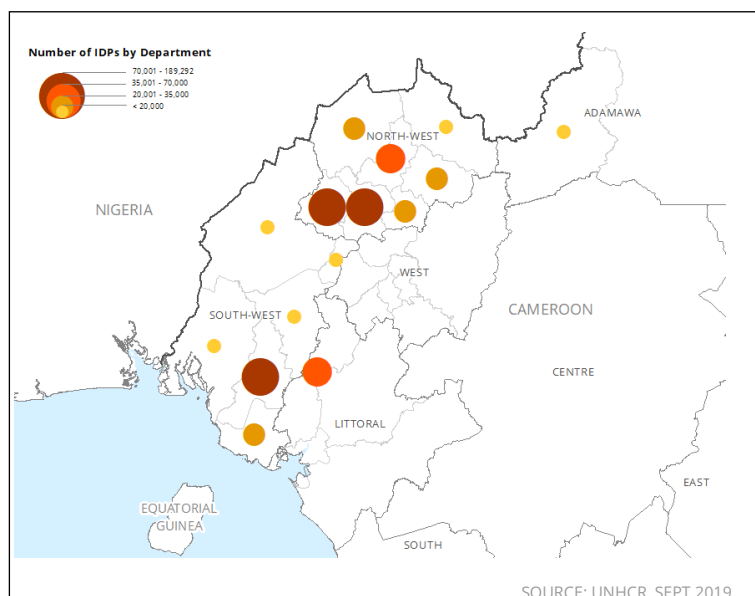 Number of IDPs by Department
70,001 - 189,292
35,001 - 70,000
20,001 - 35,000
< 20,000
ADAMAWA
NORTH-WEST
NIGERIA
WEST
CAMEROON
SOUTH-WEST
CENTRE
LITTORAL
EAST
EQUATORIAL
GUINEA
SOUTH
SOURCE: UNHCR, SEPT 2019